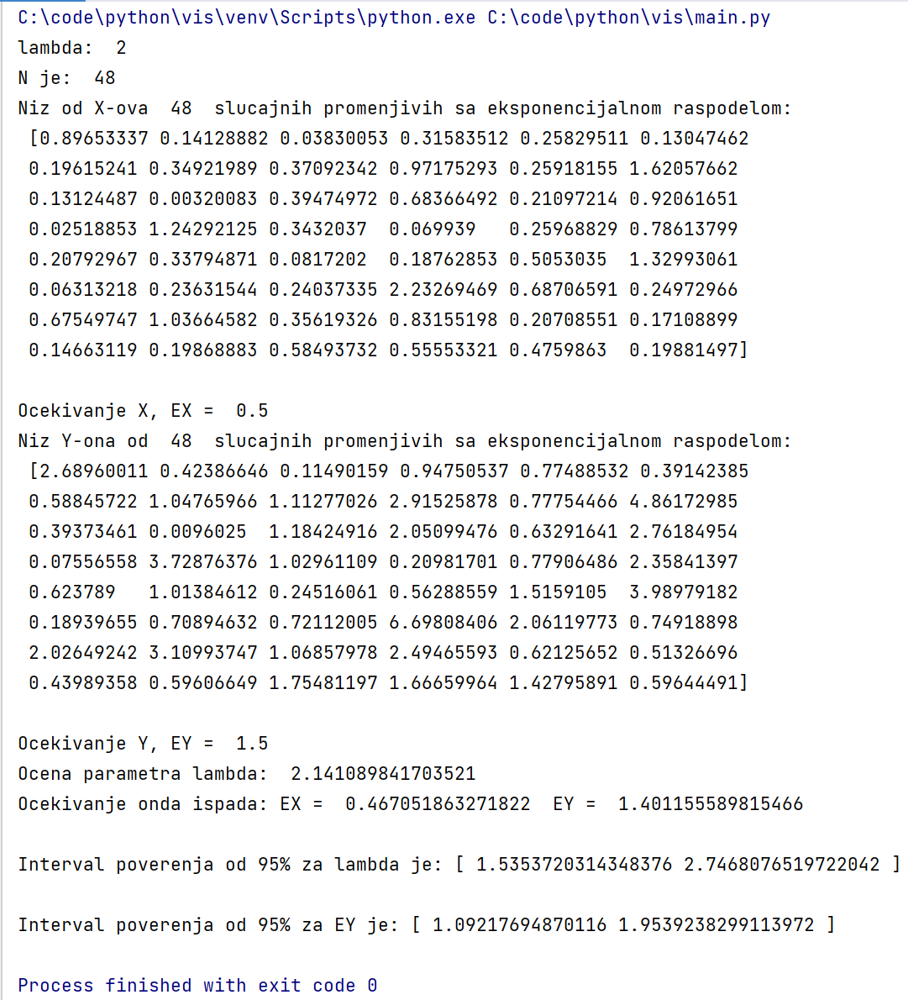 C:\code\python\vis\venv\Scripts\python.exe C:\code\python\vis\main.py
lambda:  2
N je:  48
Niz od X-ova  48  slucajnih promenjivih sa eksponencijalnom raspodelom:
 [0.89653337 0.14128882 0.03830053 0.31583512 0.25829511 0.13047462
 0.19615241 0.34921989 0.37092342 0.97175293 0.25918155 1.62057662
 0.13124487 0.00320083 0.39474972 0.68366492 0.21097214 0.92061651
 0.02518853 1.24292125 0.3432037  0.069939   0.25968829 0.78613799
 0.20792967 0.33794871 0.0817202  0.18762853 0.5053035  1.32993061
 0.06313218 0.23631544 0.24037335 2.23269469 0.68706591 0.24972966
 0.67549747 1.03664582 0.35619326 0.83155198 0.20708551 0.17108899
 0.14663119 0.19868883 0.58493732 0.55553321 0.4759863  0.19881497]
Ocekivanje X, EX =  0.5
Niz Y-ona od  48  slucajnih promenjivih sa eksponencijalnom raspodelom:
 [2.68960011 0.42386646 0.11490159 0.94750537 0.77488532 0.39142385
 0.58845722 1.04765966 1.11277026 2.91525878 0.77754466 4.86172985
 0.39373461 0.0096025  1.18424916 2.05099476 0.63291641 2.76184954
 0.07556558 3.72876376 1.02961109 0.20981701 0.77906486 2.35841397
 0.623789   1.01384612 0.24516061 0.56288559 1.5159105  3.98979182
 0.18939655 0.70894632 0.72112005 6.69808406 2.06119773 0.74918898
 2.02649242 3.10993747 1.06857978 2.49465593 0.62125652 0.51326696
 0.43989358 0.59606649 1.75481197 1.66659964 1.42795891 0.59644491]
Ocekivanje Y, EY =  1.5
Ocena parametra lambda:  2.141089841703521
Ocekivanje onda ispada: EX =  0.467051863271822  EY =  1.401155589815466
Interval poverenja od 95% za lambda je: [ 1.5353720314348376 2.7468076519722042 ]
Interval poverenja od 95% za EY je: [ 1.09217694870116 1.9539238299113972 ]
Process finished with exit code 0